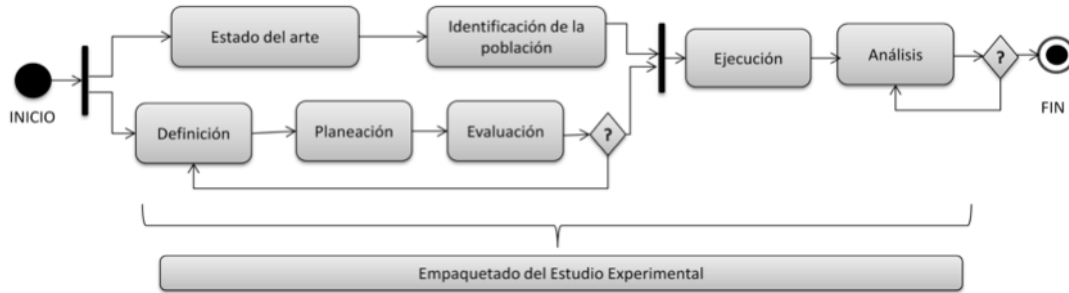 Estado del arte
Identificación de la
población
INICIO
Definición
Planeación
Evaluación
?
Ejecución
Análisis
?
FIN
Empaquetado del Estudio Experimental